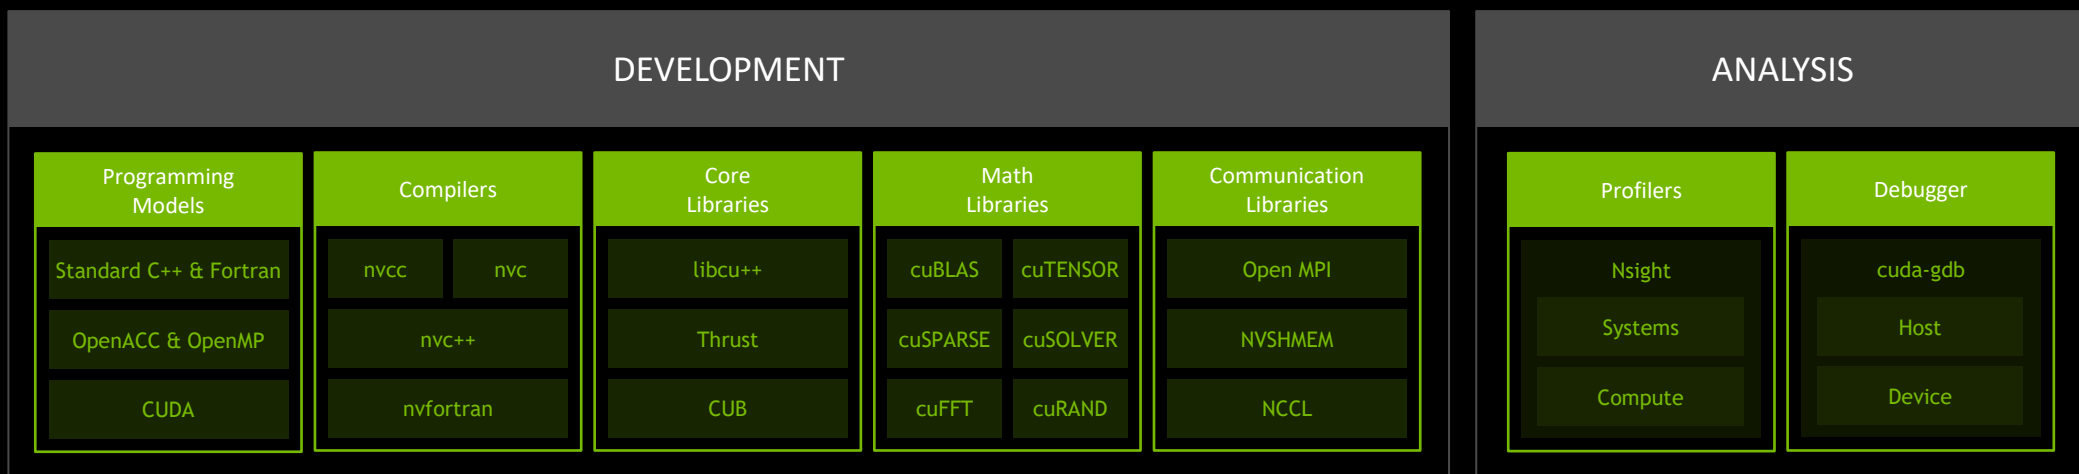 DEVELOPMENT
Programming
Models
Standard C++ & Fortran
OpenACC & OpenMP
CUDA
Compilers
nvcc
nvc
nvc++
nvfortran
Core
Libraries
libcu++
Thrust
CUB
Math
Libraries
cuBLAS
cuTENSOR
cuSPARSE
cuSOLVER
cuFFT
cuRAND
Communication
Libraries
Open MPI
NVSHMEM
NCCL
ANALYSIS
Profilers
Nsight
Systems
Compute
Debugger
cuda-gdb
Host
Device